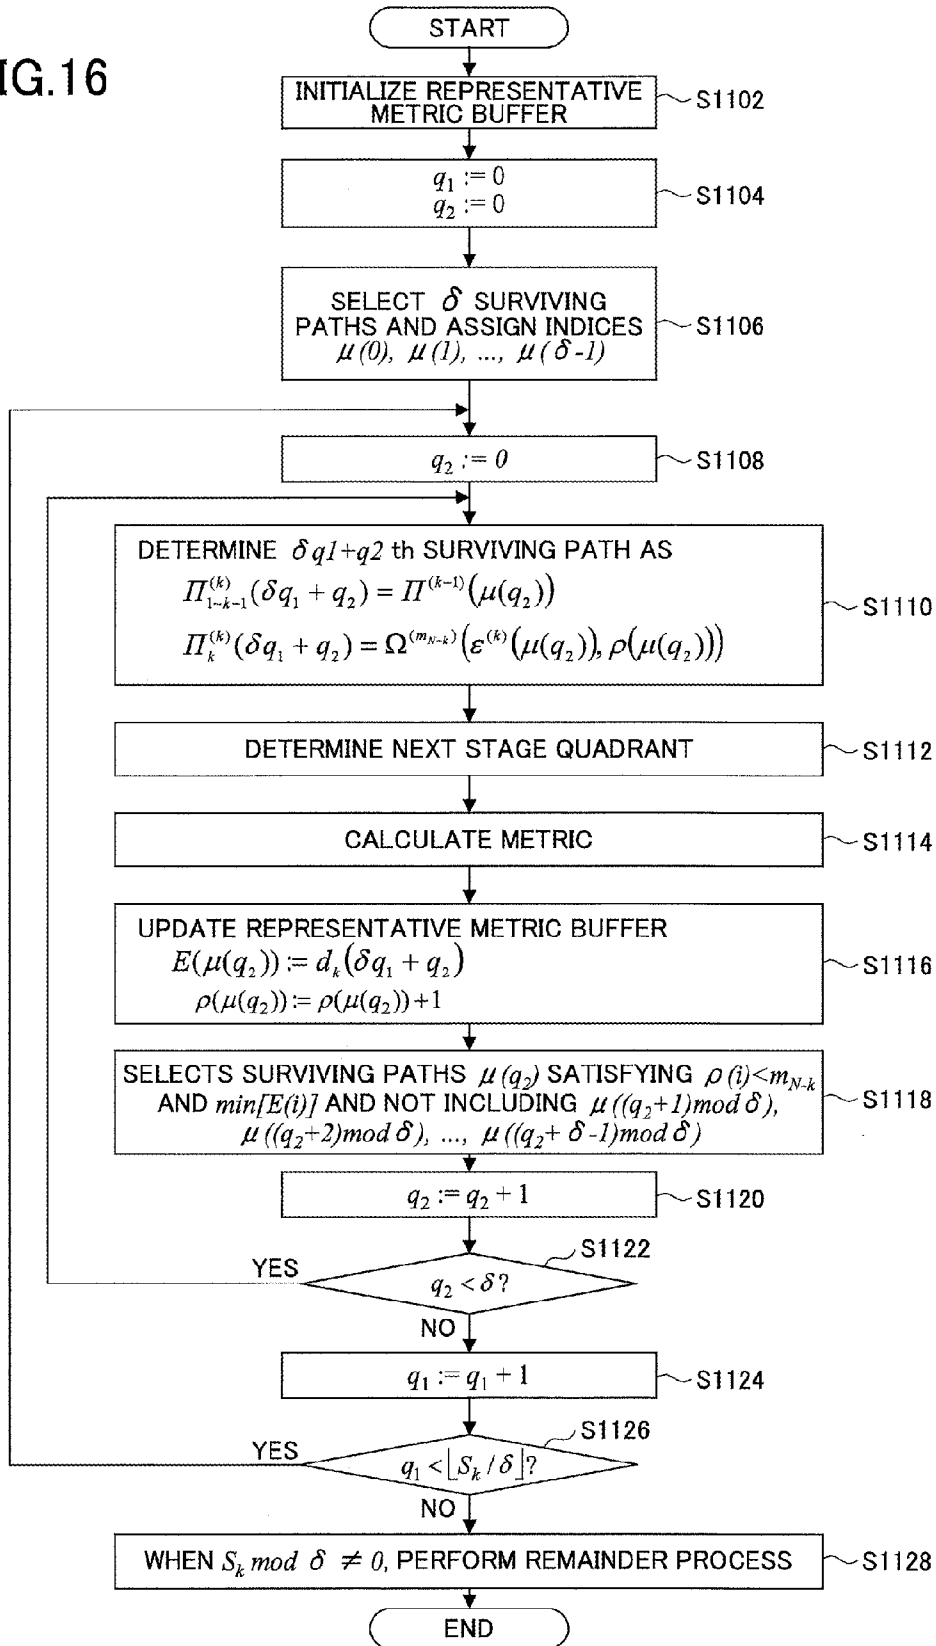 IG.16
START
INITIALIZE REPRESENTATIVE
METRIC BUFFER
S1102
q₁ := 0
q₂ := 0
S1104
SELECT δ SURVIVING
PATHS AND ASSIGN INDICES
μ(0), μ(1), ..., μ(δ-1)
S1106
q₂ := 0
S1108
DETERMINE δq1+q2 th SURVIVING PATH AS
Π₁₋ₖ₋₁⁽ᵏ⁾(δq₁ + q₂) = Π⁽ᵏ⁻¹⁾(μ(q₂))
Πₖ⁽ᵏ⁾(δq₁ + q₂) = Ω^(m_{N-k})(ε⁽ᵏ⁾(μ(q₂)), ρ(μ(q₂)))
S1110
DETERMINE NEXT STAGE QUADRANT
S1112
CALCULATE METRIC
S1114
UPDATE REPRESENTATIVE METRIC BUFFER
E(μ(q₂)) := dₖ(δq₁ + q₂)
ρ(μ(q₂)) := ρ(μ(q₂)) + 1
S1116
SELECTS SURVIVING PATHS μ(q₂) SATISFYING ρ(i)<m_{N-k}
AND min[E(i)] AND NOT INCLUDING μ((q₂+1)mod δ),
μ((q₂+2)mod δ), ..., μ((q₂+ δ-1)mod δ)
S1118
q₂ := q₂ + 1
S1120
S1122
YES
q₂ < δ?
NO
q₁ := q₁ + 1
S1124
S1126
YES
q₁ < ⌊Sₖ / δ⌋?
NO
WHEN Sₖ mod δ ≠ 0, PERFORM REMAINDER PROCESS
S1128
END